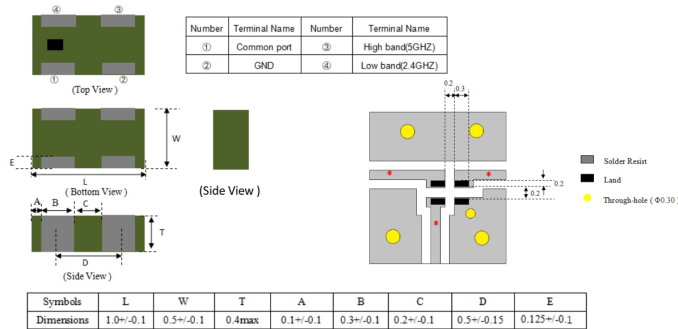 ④ ③
① ②
(Top View )
Number Terminal Name Number Terminal Name
① Common port ③ High band(5GHZ)
② GND ④ Low band(2.4GHZ)
W
E
L
( Bottom View )
(Side View )
A B C
T
D
(Side View )
0.2
0.3
* *
0.2
0.2
*
Solder Resist
Land
Through-hole ( Φ0.30 )
Symbols L W T A B C D E
Dimensions 1.0+/-0.1 0.5+/-0.1 0.4max 0.1+/-0.1 0.3+/-0.1 0.2+/-0.1 0.5+/-0.15 0.125+/-0.1